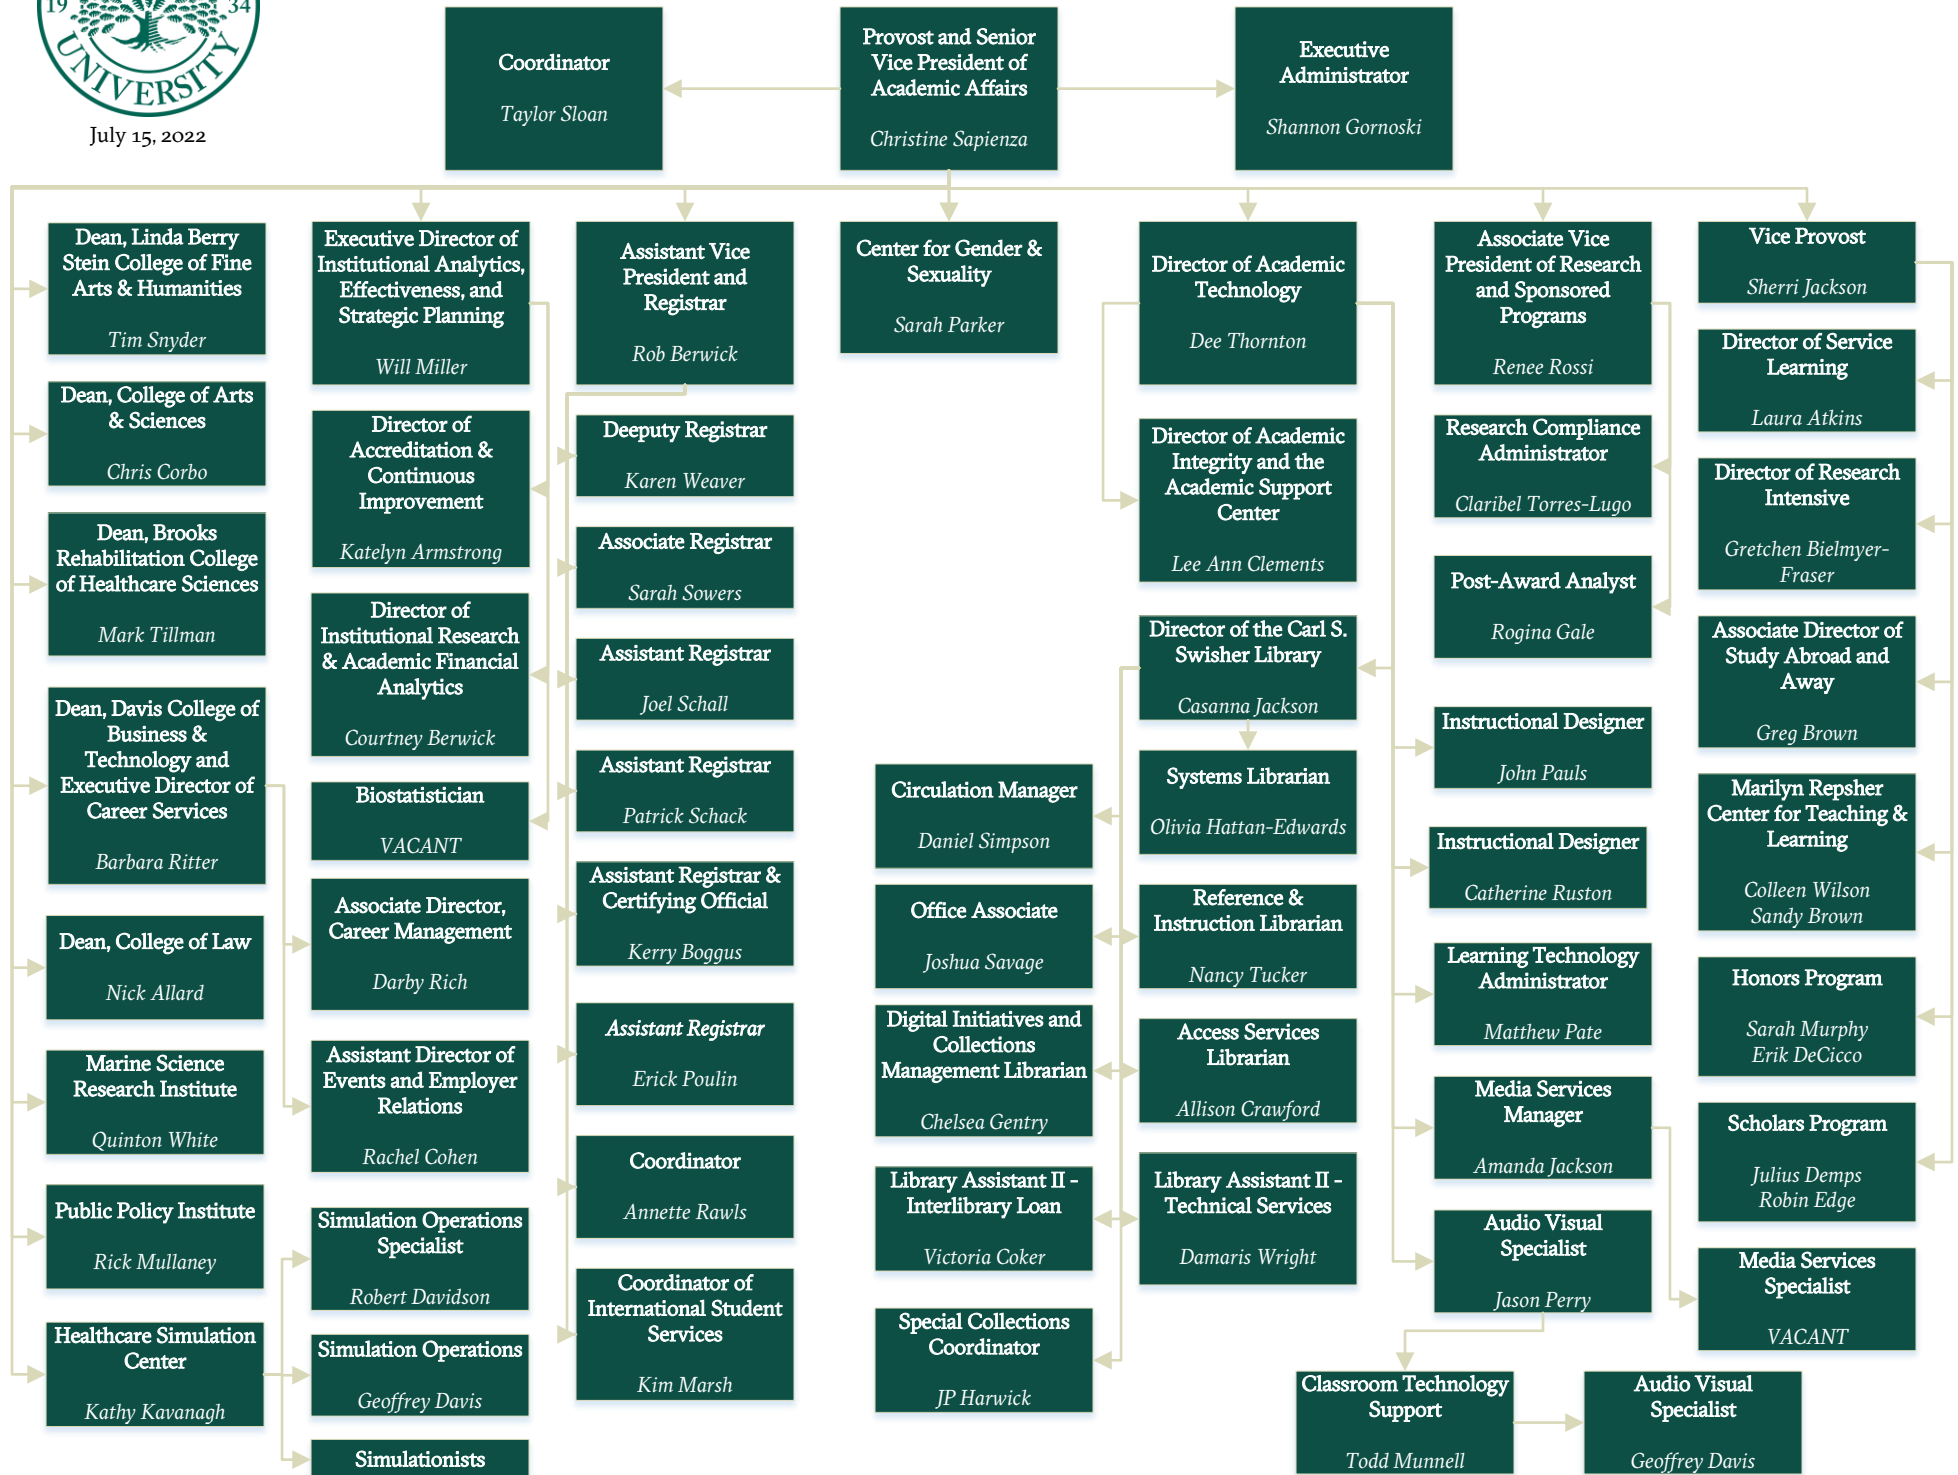 19 34
UNIVERSITY
July 15, 2022
Coordinator
Taylor Sloan
Provost and Senior
Vice President of
Academic Affairs
Christine Sapienza
Executive
Administrator
Shannon Gornoski
Dean, Linda Berry
Stein College of Fine
Arts & Humanities
Tim Snyder
Dean, College of Arts
& Sciences
Chris Corbo
Dean, Brooks
Rehabilitation College
of Healthcare Sciences
Mark Tillman
Dean, Davis College of
Business &
Technology and
Executive Director of
Career Services
Barbara Ritter
Dean, College of Law
Nick Allard
Marine Science
Research Institute
Quinton White
Public Policy Institute
Rick Mullaney
Healthcare Simulation
Center
Kathy Kavanagh
Executive Director of
Institutional Analytics,
Effectiveness, and
Strategic Planning
Will Miller
Director of
Accreditation &
Continuous
Improvement
Katelyn Armstrong
Director of
Institutional Research
& Academic Financial
Analytics
Courtney Berwick
Biostatistician
VACANT
Associate Director,
Career Management
Darby Rich
Assistant Director of
Events and Employer
Relations
Rachel Cohen
Simulation Operations
Specialist
Robert Davidson
Simulation Operations
Geoffrey Davis
Simulationists
Assistant Vice
President and
Registrar
Rob Berwick
Deeputy Registrar
Karen Weaver
Associate Registrar
Sarah Sowers
Assistant Registrar
Joel Schall
Assistant Registrar
Patrick Schack
Assistant Registrar &
Certifying Official
Kerry Boggus
Assistant Registrar
Erick Poulin
Coordinator
Annette Rawls
Coordinator of
International Student
Services
Kim Marsh
Center for Gender &
Sexuality
Sarah Parker
Circulation Manager
Daniel Simpson
Office Associate
Joshua Savage
Digital Initiatives and
Collections
Management Librarian
Chelsea Gentry
Library Assistant II -
Interlibrary Loan
Victoria Coker
Special Collections
Coordinator
JP Harwick
Director of Academic
Technology
Dee Thornton
Director of Academic
Integrity and the
Academic Support
Center
Lee Ann Clements
Director of the Carl S.
Swisher Library
Casanna Jackson
Systems Librarian
Olivia Hattan-Edwards
Reference &
Instruction Librarian
Nancy Tucker
Access Services
Librarian
Allison Crawford
Library Assistant II -
Technical Services
Damaris Wright
Associate Vice
President of Research
and Sponsored
Programs
Renee Rossi
Research Compliance
Administrator
Claribel Torres-Lugo
Post-Award Analyst
Rogina Gale
Instructional Designer
John Pauls
Instructional Designer
Catherine Ruston
Learning Technology
Administrator
Matthew Pate
Media Services
Manager
Amanda Jackson
Audio Visual
Specialist
Jason Perry
Classroom Technology
Support
Todd Munnell
Audio Visual
Specialist
Geoffrey Davis
Vice Provost
Sherri Jackson
Director of Service
Learning
Laura Atkins
Director of Research
Intensive
Gretchen Bielmyer-
Fraser
Associate Director of
Study Abroad and
Away
Greg Brown
Marilyn Repsher
Center for Teaching &
Learning
Colleen Wilson
Sandy Brown
Honors Program
Sarah Murphy
Erik DeCicco
Scholars Program
Julius Demps
Robin Edge
Media Services
Specialist
VACANT